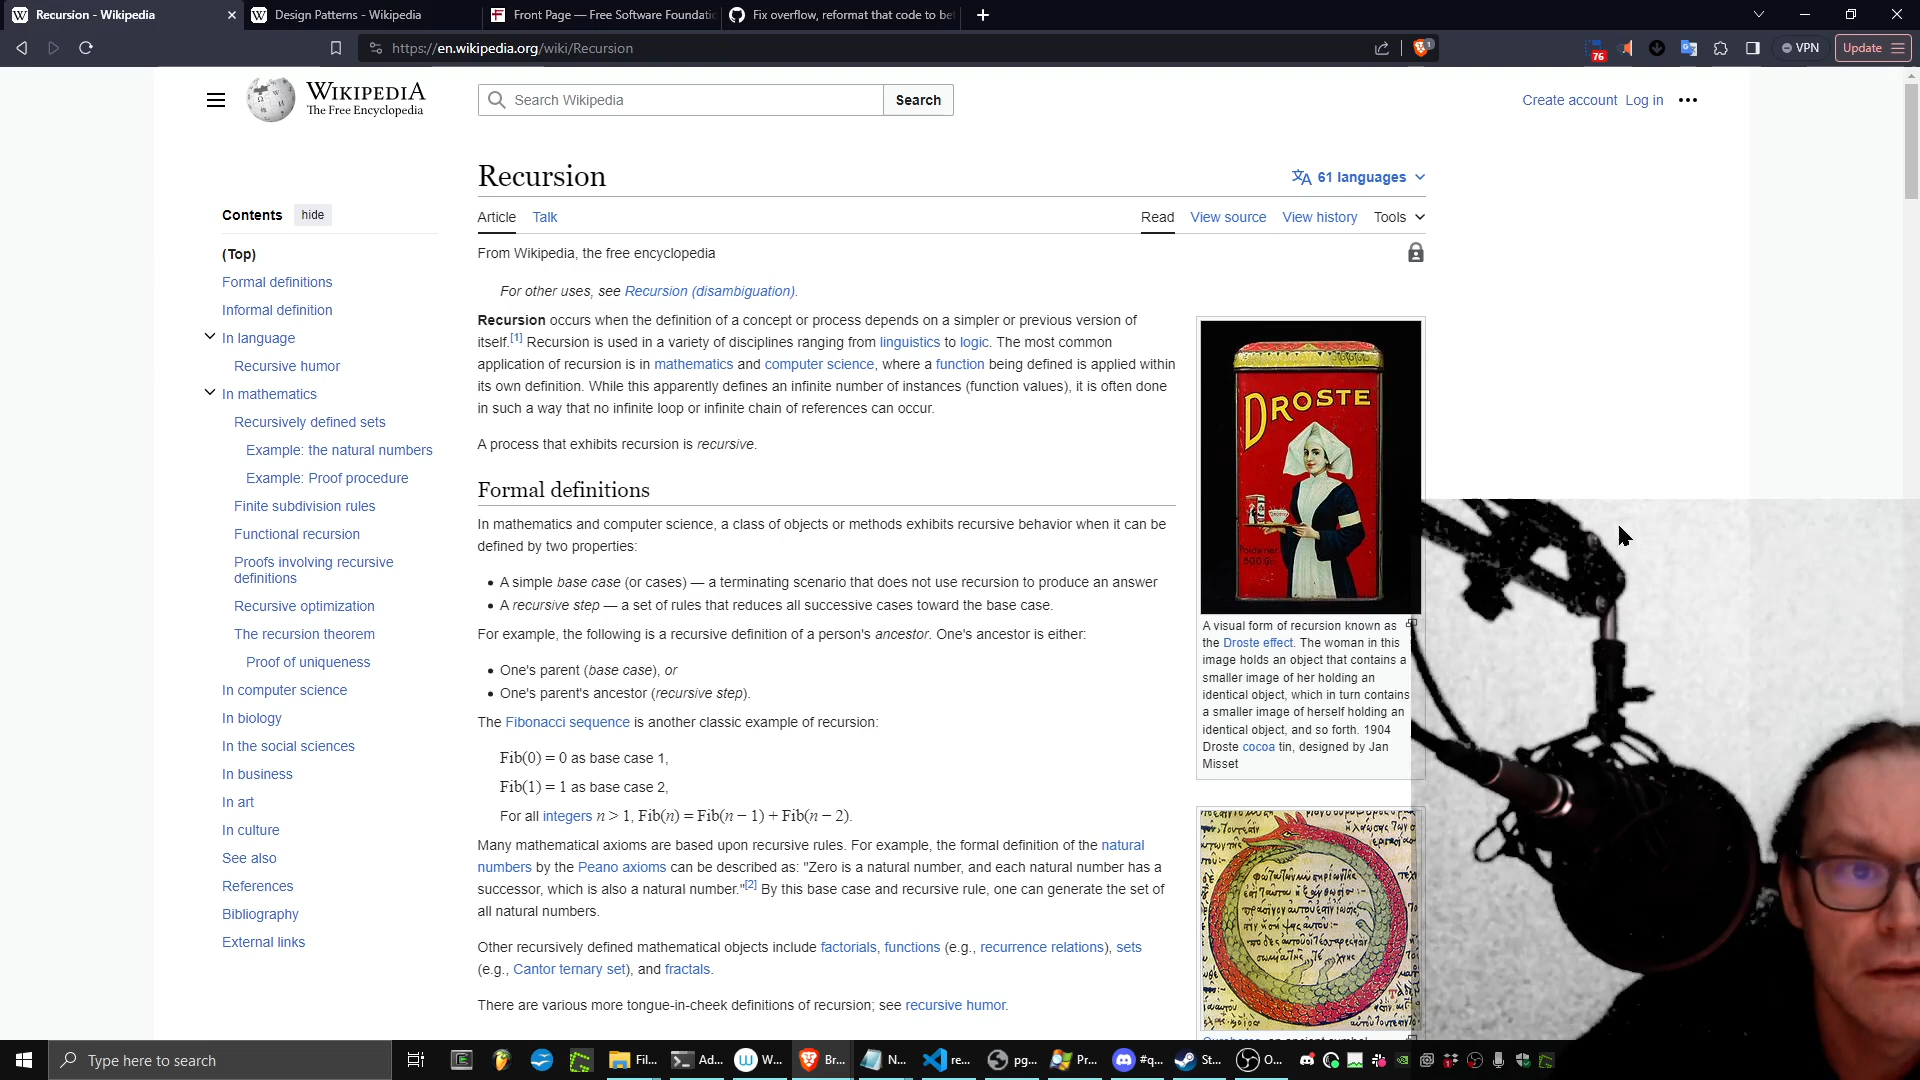 Recursion - Wikipedia
Design Patterns - Wikipedia
Front Page — Free Software Foundatio
Fix overflow, reformat that code to be
https://en.wikipedia.org/wiki/Recursion
1
76
VPN
Update
WIKIPEDIA
The Free Encyclopedia
Search Wikipedia
Search
Create account
Log in
Recursion
61 languages
Contents
hide
Article
Talk
Read
View source
View history
Tools
(Top)
Formal definitions
Informal definition
In language
Recursive humor
In mathematics
Recursively defined sets
Example: the natural numbers
Example: Proof procedure
Finite subdivision rules
Functional recursion
Proofs involving recursive
definitions
Recursive optimization
The recursion theorem
Proof of uniqueness
In computer science
In biology
In the social sciences
In business
In art
In culture
See also
References
Bibliography
External links
From Wikipedia, the free encyclopedia
For other uses, see Recursion (disambiguation).
Recursion occurs when the definition of a concept or process depends on a simpler or previous version of
itself.[1] Recursion is used in a variety of disciplines ranging from linguistics to logic. The most common
application of recursion is in mathematics and computer science, where a function being defined is applied within
its own definition. While this apparently defines an infinite number of instances (function values), it is often done
in such a way that no infinite loop or infinite chain of references can occur.
A process that exhibits recursion is recursive.
Formal definitions
In mathematics and computer science, a class of objects or methods exhibits recursive behavior when it can be
defined by two properties:
• A simple base case (or cases) — a terminating scenario that does not use recursion to produce an answer
• A recursive step — a set of rules that reduces all successive cases toward the base case.
For example, the following is a recursive definition of a person's ancestor. One's ancestor is either:
• One's parent (base case), or
• One's parent's ancestor (recursive step).
The Fibonacci sequence is another classic example of recursion:
Fib(0) = 0 as base case 1,
Fib(1) = 1 as base case 2,
For all integers n > 1, Fib(n) = Fib(n − 1) + Fib(n − 2).
Many mathematical axioms are based upon recursive rules. For example, the formal definition of the natural
numbers by the Peano axioms can be described as: "Zero is a natural number, and each natural number has a
successor, which is also a natural number."[2] By this base case and recursive rule, one can generate the set of
all natural numbers.
Other recursively defined mathematical objects include factorials, functions (e.g., recurrence relations), sets
(e.g., Cantor ternary set), and fractals.
There are various more tongue-in-cheek definitions of recursion; see recursive humor.
DROSTE
A visual form of recursion known as
the Droste effect. The woman in this
image holds an object that contains a
smaller image of her holding an
identical object, which in turn contains
a smaller image of herself holding an
identical object, and so forth. 1904
Droste cocoa tin, designed by Jan
Misset
Type here to search
Fil...
Ad...
W...
Br...
N...
re...
pg...
Pr...
#q...
St...
O...